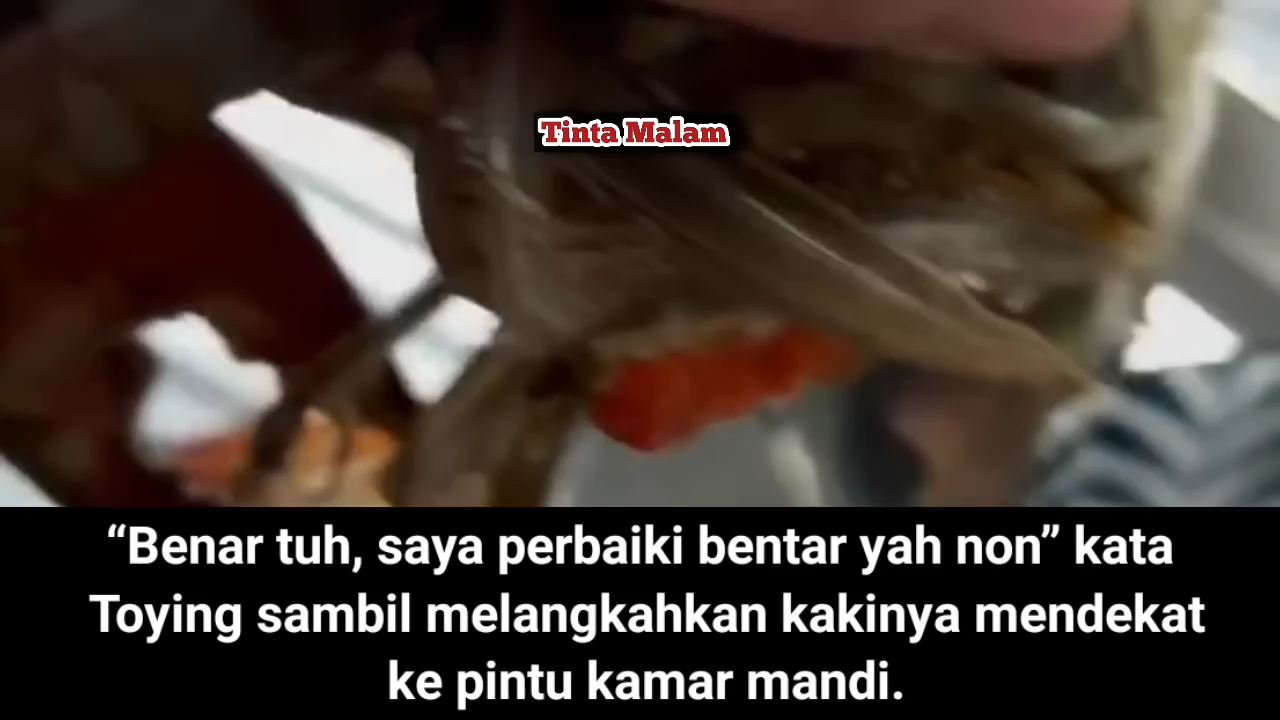 Tinta Malam
“Benar tuh, saya perbaiki bentar yah non” kata
Toying sambil melangkahkan kakinya mendekat
ke pintu kamar mandi.